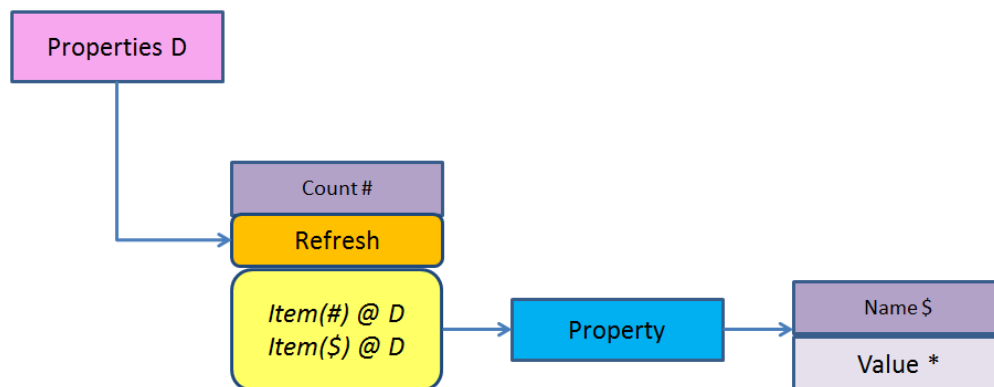 Properties D
Count #
Refresh
Item(#) @ D
Item($) @ D
Property
Name $
Value *